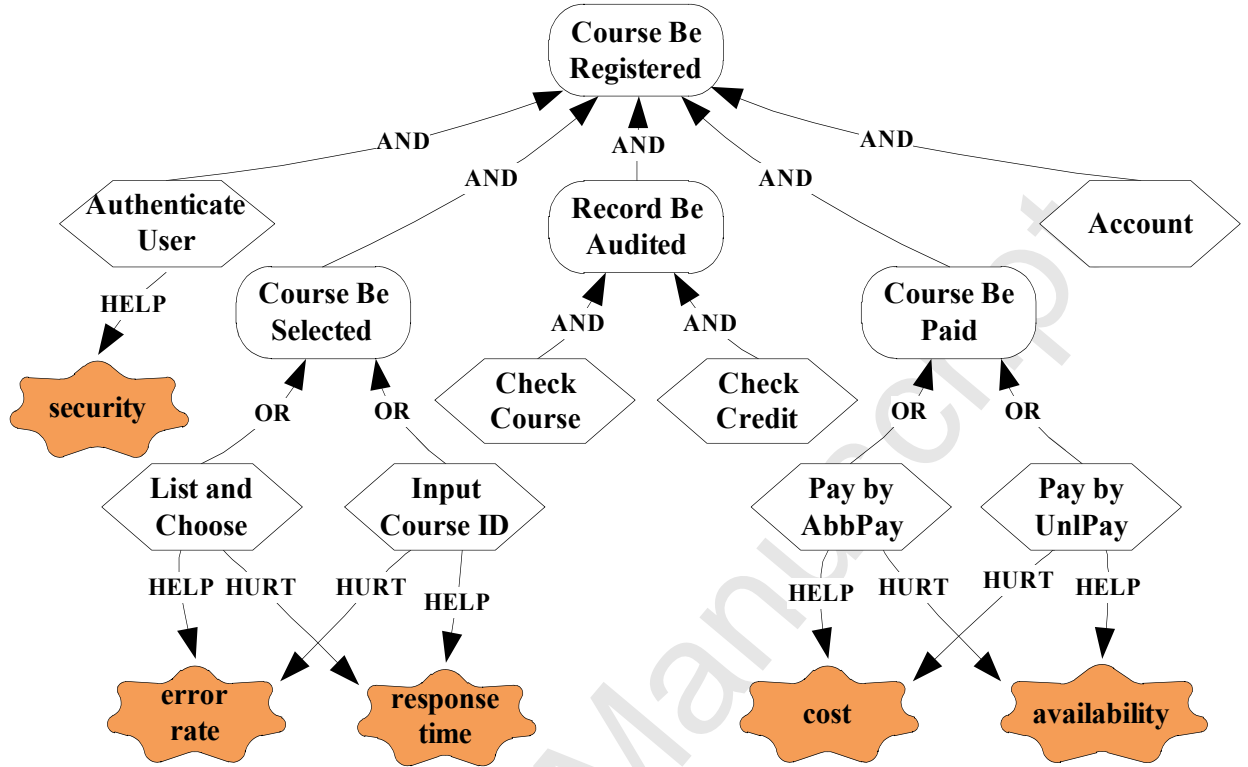 Course Be
Registered
AND
AND
AND
AND
AND
Authenticate
User
Record Be
Audited
Account
HELP
Course Be
Selected
Course Be
Paid
AND
AND
security
Check
Course
Check
Credit
OR
OR
OR
OR
List and
Choose
Input
Course ID
Pay by
AbbPay
Pay by
UnlPay
HELP
HURT
HURT
HELP
HELP
HURT
HURT
HELP
error
rate
response
time
cost
availability
Manuscript